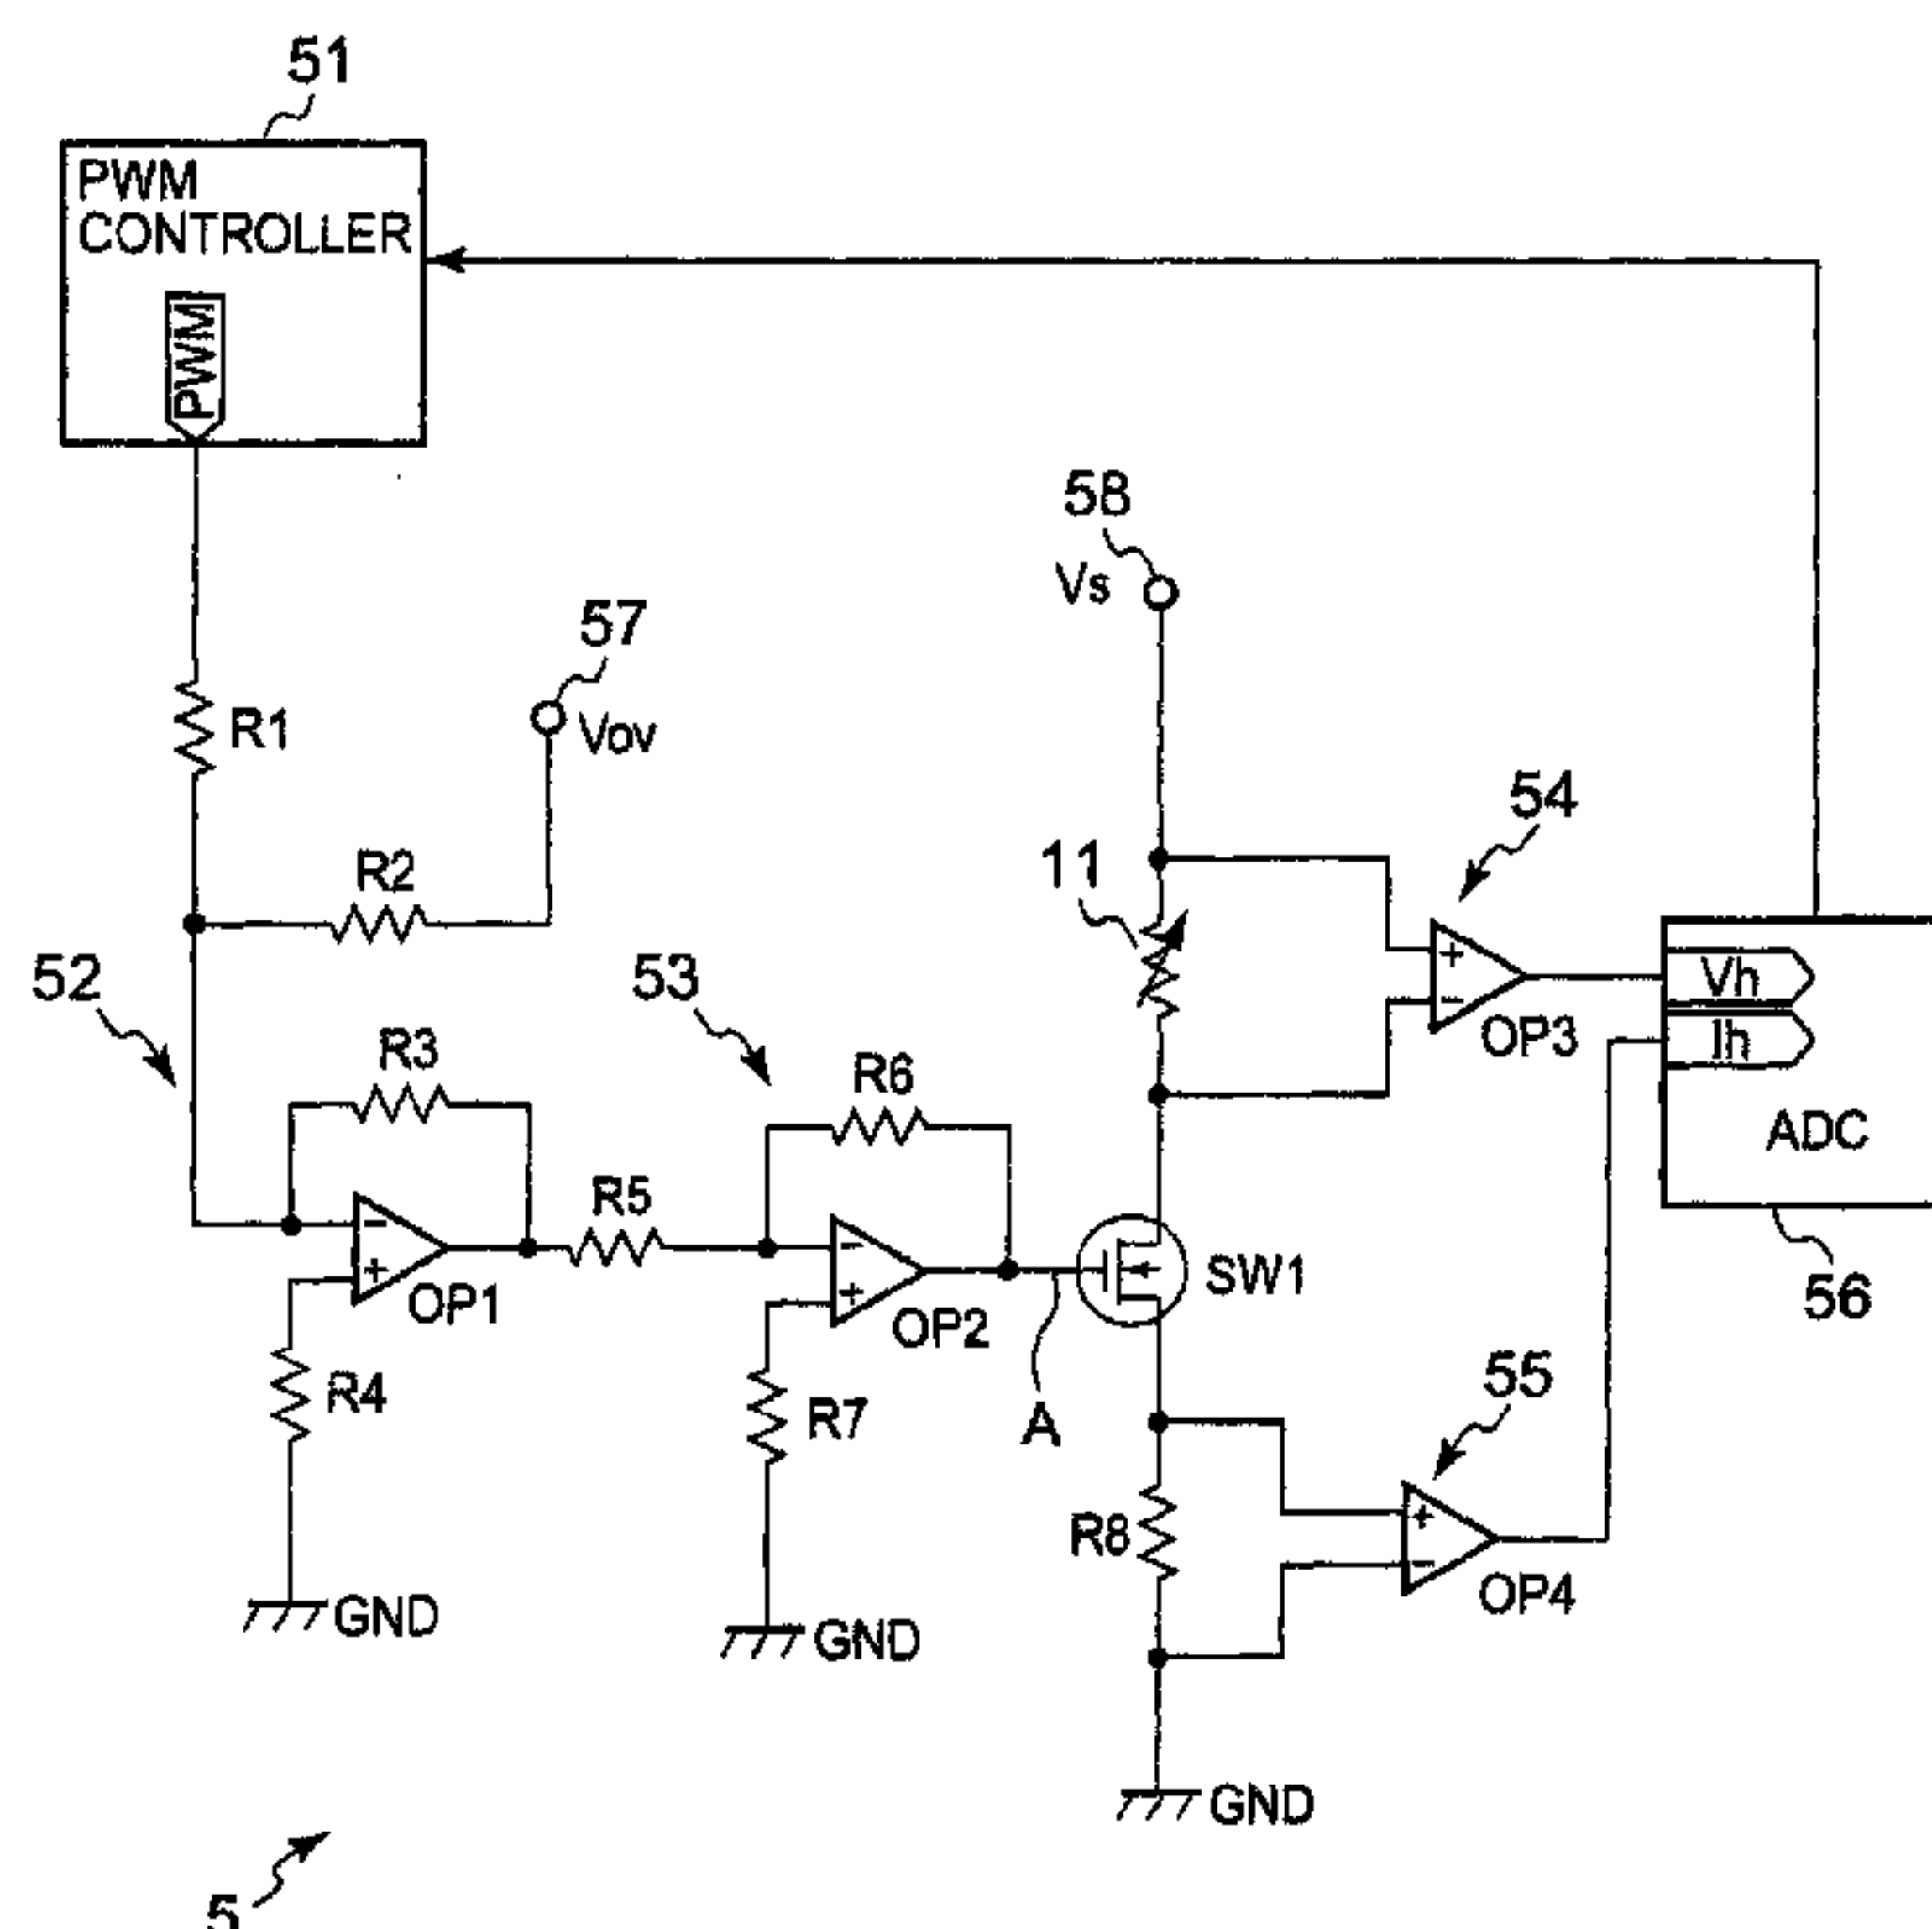 51
PWM
CONTROLLER
PWM
58
Vs
57
Vov
R1
54
11
R2
52
53
Vh
Ih
OP3
R3
R6
ADC
R5
SW1
56
OP1
OP2
R4
R7
A
55
R8
OP4
GND
GND
GND
5
+
-
-
+
-
+
+
-